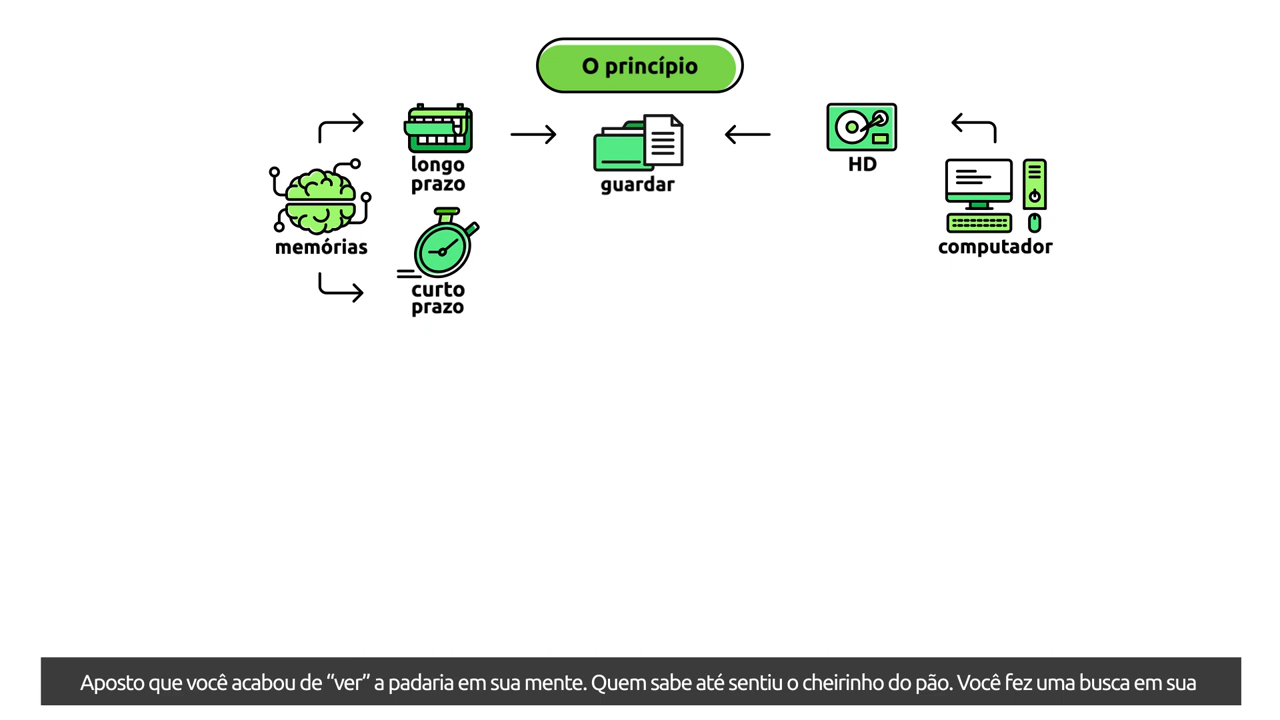 O princípio
longo
prazo
guardar
HD
memórias
computador
curto
prazo
Aposto que você acabou de “ver” a padaria em sua mente. Quem sabe até sentiu o cheirinho do pão. Você fez uma busca em sua